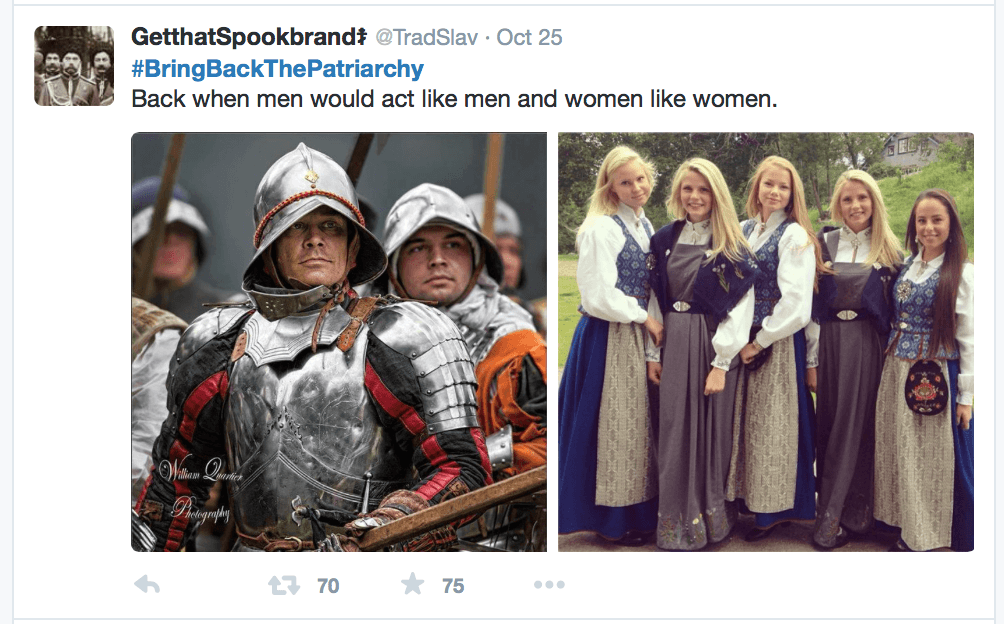 GetthatSpookbrand‡ @TradSlav · Oct 25
#BringBackThePatriarchy
Back when men would act like men and women like women.
William Quartier
Photography
70 75